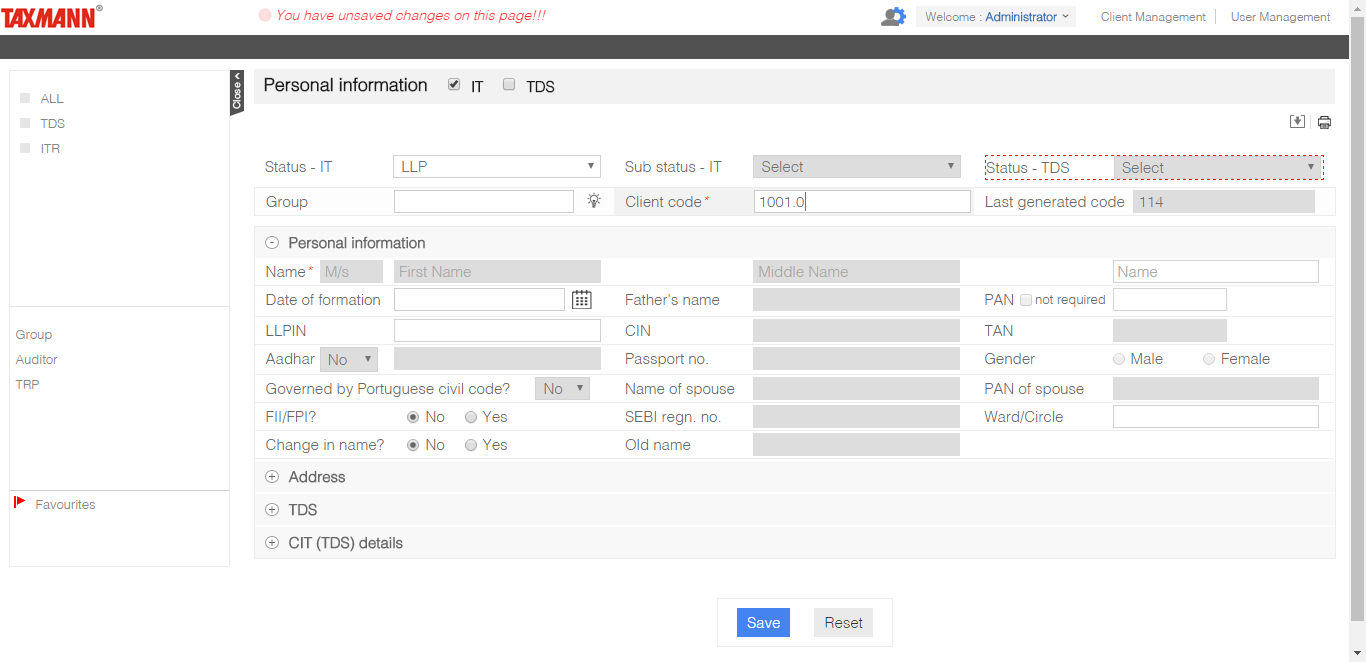 TAXMANN®
You have unsaved changes on this page!!!
Welcome : Administrator
Client Management
User Management
ALL
TDS
ITR
Close
Group
Auditor
TRP
Favourites
Personal information IT TDS
Status - IT LLP Sub status - IT Select Status - TDS Select
Group Client code* 1001.0 Last generated code 114
Personal information
Name* M/s First Name Middle Name Name
Date of formation Father's name PAN not required
LLPIN CIN TAN
Aadhar No Passport no. Gender Male Female
Governed by Portuguese civil code? No Name of spouse PAN of spouse
FII/FPI? No Yes SEBI regn. no. Ward/Circle
Change in name? No Yes Old name
Address
TDS
CIT (TDS) details
Save Reset